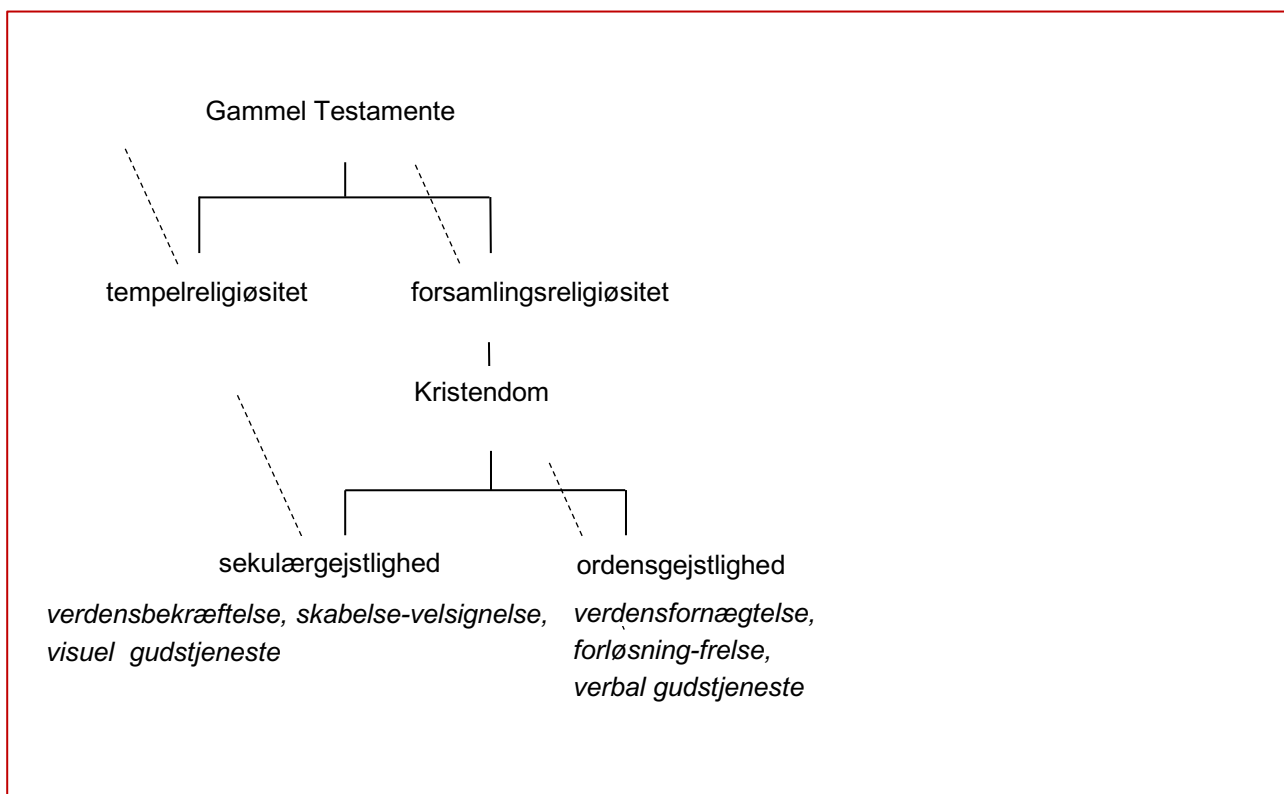 Gammel Testamente
tempelreligiøsitet
forsamlingsreligiøsitet
Kristendom
sekulærgejstlighed
verdensbekræftelse, skabelse-velsignelse,
visuel gudstjeneste
ordensgejstlighed
verdensfornægtelse,
forløsning-frelse,
verbal gudstjeneste